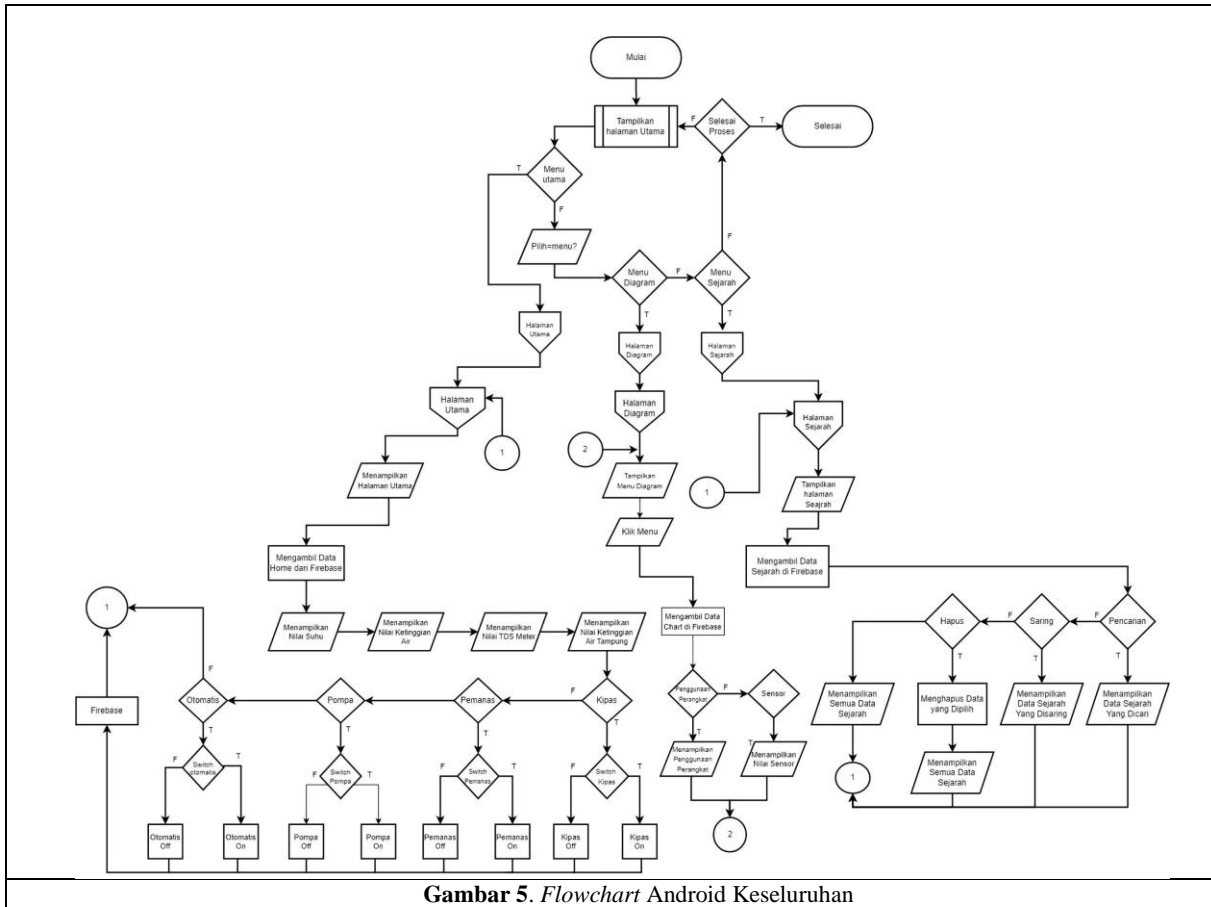 Mulai
Tampilkan
halaman Utama
F
Selesai
Proses
T
Selesai
T
Menu
utama
F
Pilih=menu?
F
Menu
Diagram
F
Menu
Sejarah
T
T
Halaman
Utama
Halaman
Diagram
Halaman
Sejarah
Halaman
Utama
Halaman
Diagram
Halaman
Sejarah
1
2
1
Menampilkan
Halaman Utama
Tampilkan
Menu Diagram
Tampilkan
halaman
Seajrah
Klik Menu
Mengambil Data
Home dari Firebase
Mengambil Data
Sejarah di Firebase
1
Menampilkan
Nilai Suhu
Menampilkan
Nilai Ketinggian
Air
Menampilkan
Nilai TDS Meter
Menampilkan
Nilai Ketinggian
Air Tampung
Mengambil Data
Chart di Firebase
Hapus
F
Saring
F
Pencarian
T
T
T
F
Otomatis
Pompa
Pemanas
F
Kipas
Penggunaan
Perangkat
F
Sensor
Firebase
Menampilkan
Semua Data
Sejarah
Menghapus Data
yang Dipilih
Menampilkan
Data Sejarah
Yang Disaring
Menampilkan
Data Sejarah
Yang Dicari
T
T
T
T
T
T
F
Switch
otomatis
T
F
Switch
Pompa
T
F
Switch
Pemanas
T
F
Switch
Kipas
T
Menampilkan
Penggunaan
Perangkat
Menampilkan
Nilai Sensor
1
Menampilkan
Semua Data
Sejarah
Otomatis
Off
Otomatis
On
Pompa
Off
Pompa
On
Pemanas
Off
Pemanas
On
Kipas
Off
Kipas
On
2
Gambar 5. Flowchart Android Keseluruhan